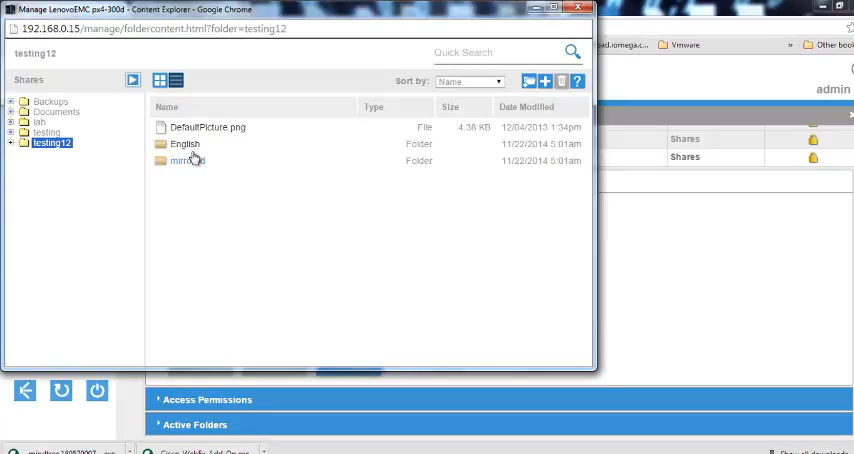 Manage LenovoEMC px4-300d - Content Explorer - Google Chrome
192.168.0.15/manage/foldercontent.html?folder=testing12
testing12
Quick Search
Shares
Sort by: Name
Name Type Size Date Modified
Backups
Documents
lab
testing
testing12
DefaultPicture.png File 4.36 KB 12/04/2013 1:34pm
English Folder 11/22/2014 5:01am
Folder 11/22/2014 5:01am
Vmware
» Other book
admin
Shares
Shares
Access Permissions
Active Folders
Show all downloads